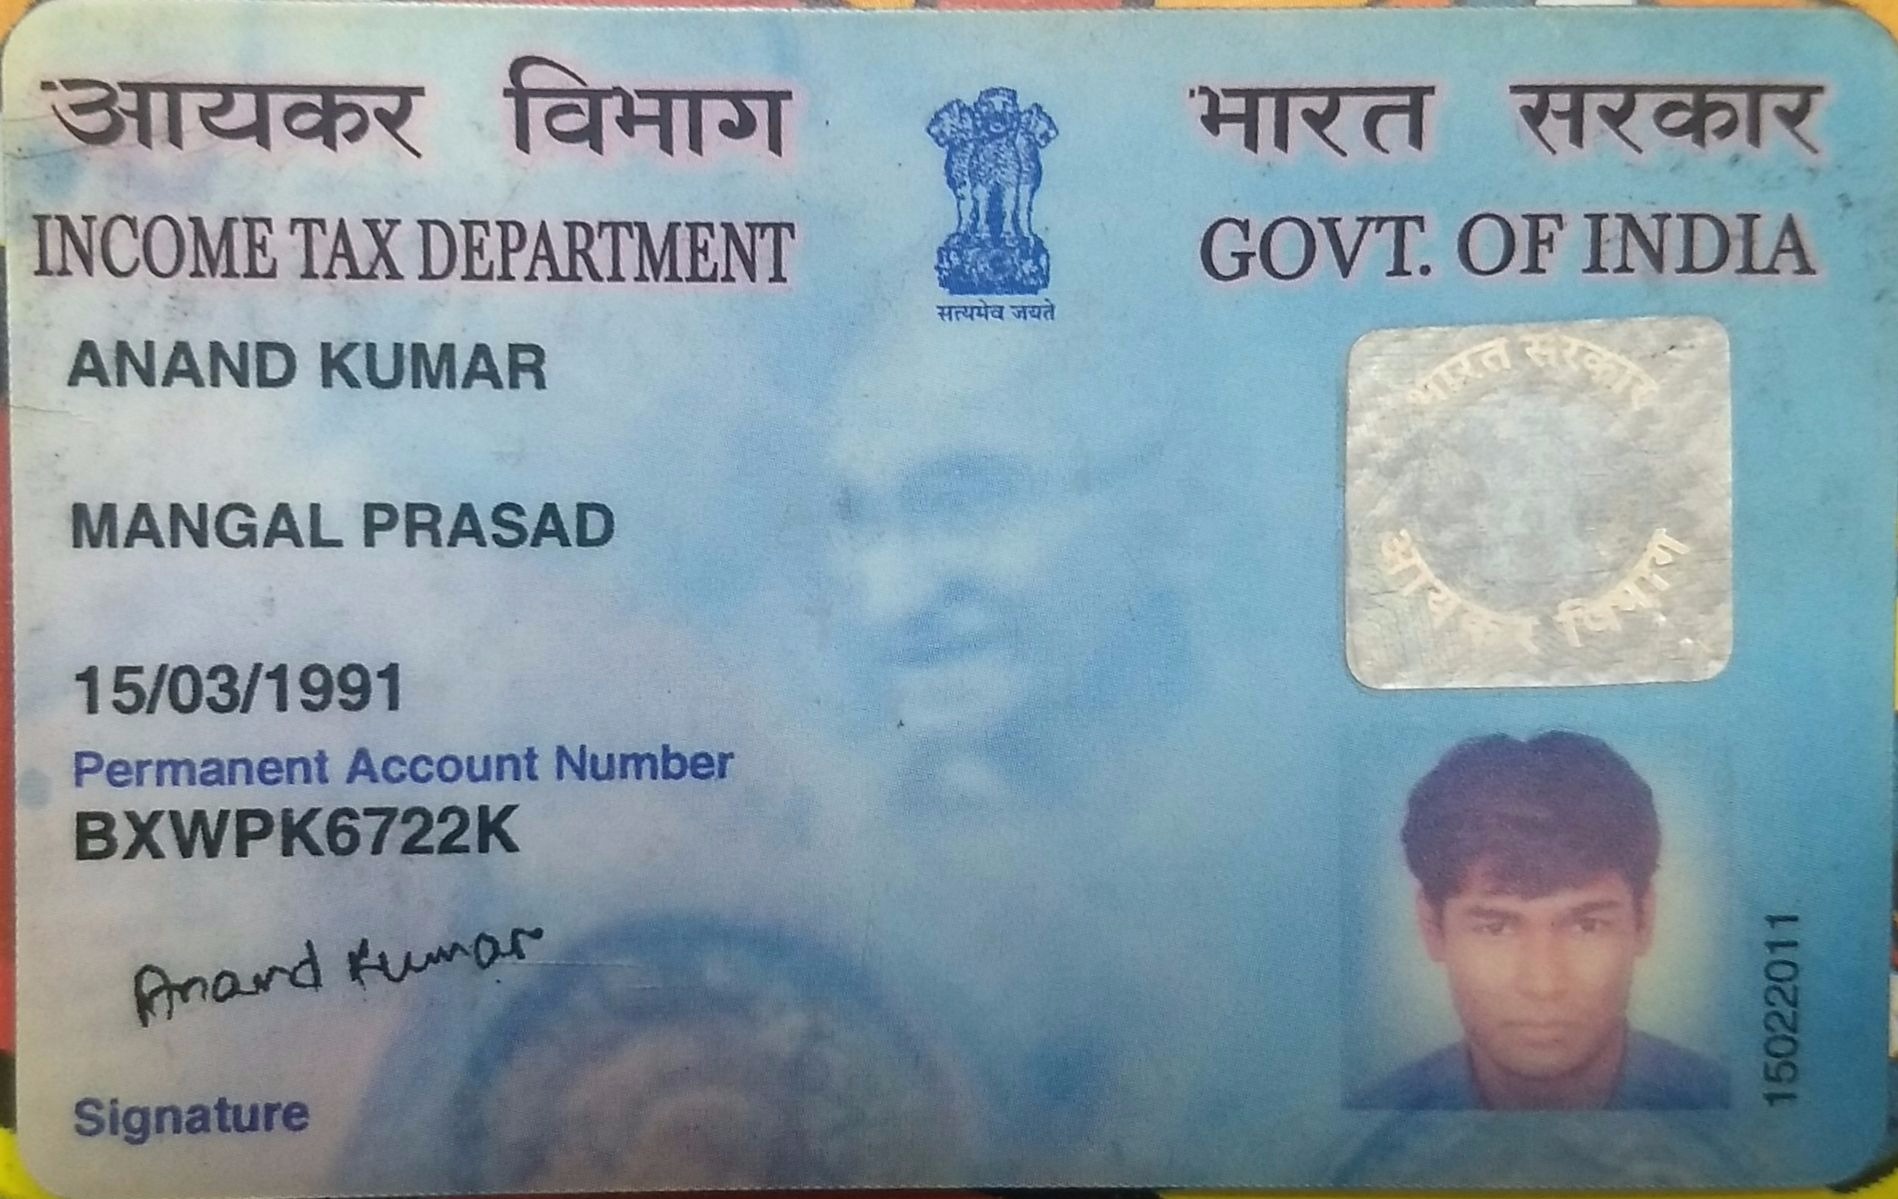 आयकर विभाग
भारत सरकार
INCOME TAX DEPARTMENT
GOVT. OF INDIA
सत्यमेव जयते
ANAND KUMAR
MANGAL PRASAD
15/03/1991
Permanent Account Number
BXWPK6722K
Anand Kumar
Signature
भारत सरकार
आयकर विभाग
15022011